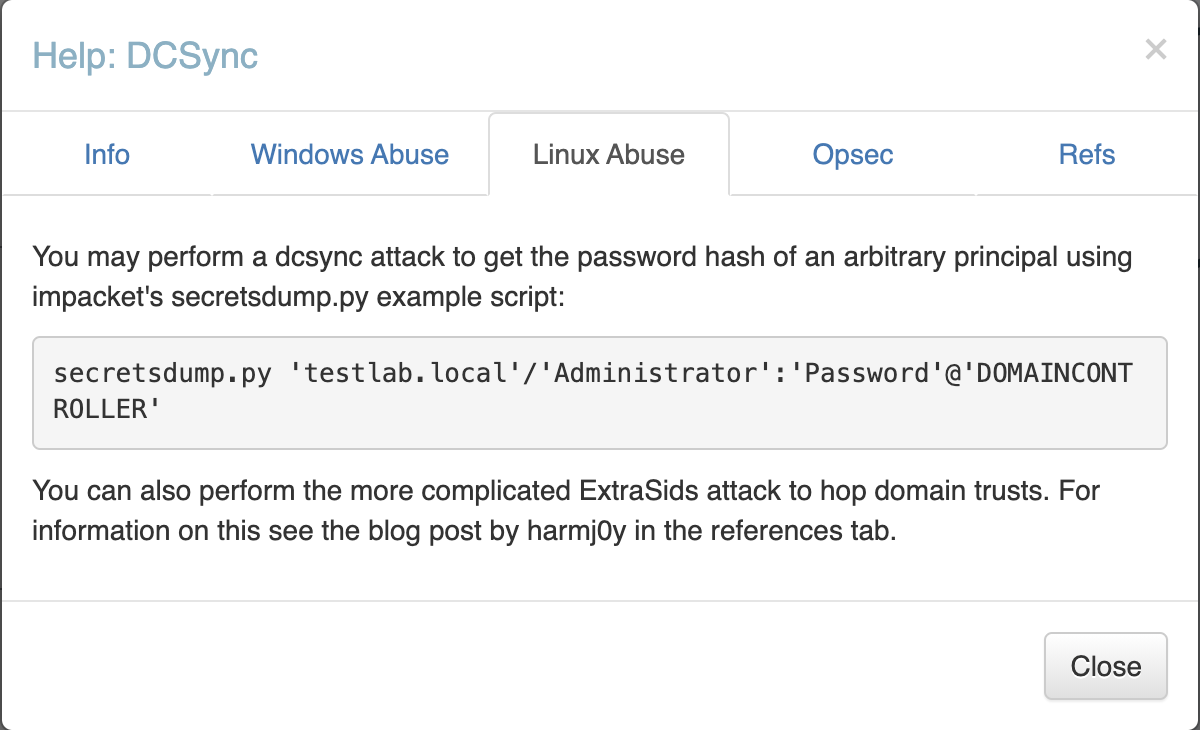 Help: DCSync
×
Info
Windows Abuse
Linux Abuse
Opsec
Refs
You may perform a dcsync attack to get the password hash of an arbitrary principal using
impacket's secretsdump.py example script:
secretsdump.py 'testlab.local'/'Administrator':'Password'@'DOMAINCONT
ROLLER'
You can also perform the more complicated ExtraSids attack to hop domain trusts. For
information on this see the blog post by harmj0y in the references tab.
Close